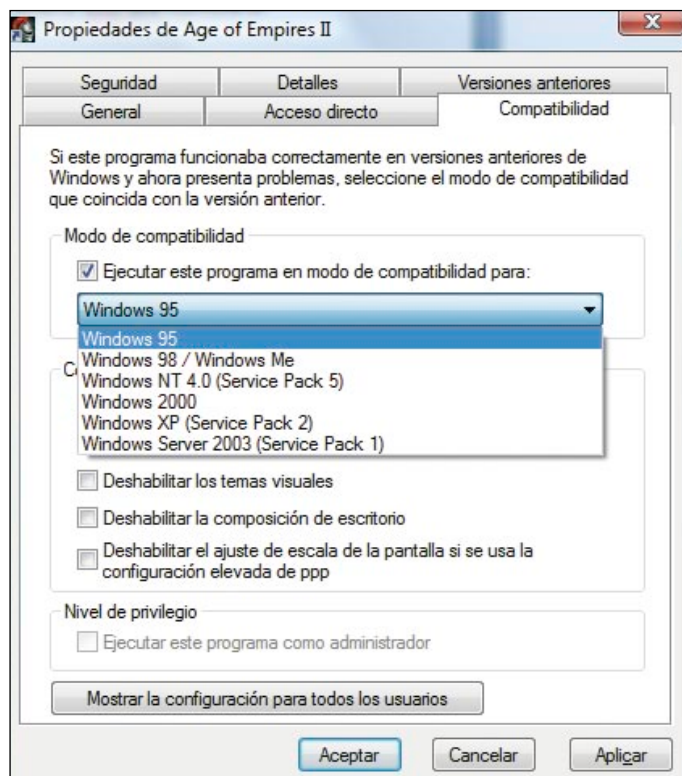 Propiedades de Age of Empires II
Seguridad Detalles Versiones anteriores
General Acceso directo Compatibilidad
Si este programa funcionaba correctamente en versiones anteriores de
Windows y ahora presenta problemas, seleccione el modo de compatibilidad
que coincida con la versión anterior.
Modo de compatibilidad
Ejecutar este programa en modo de compatibilidad para:
Windows 95
Windows 95
Windows 98 / Windows Me
Windows NT 4.0 (Service Pack 5)
Windows 2000
Windows XP (Service Pack 2)
Windows Server 2003 (Service Pack 1)
Deshabilitar los temas visuales
Deshabilitar la composición de escritorio
Deshabilitar el ajuste de escala de la pantalla si se usa la
configuración elevada de ppp
Nivel de privilegio
Ejecutar este programa como administrador
Mostrar la configuración para todos los usuarios
Aceptar Cancelar Aplicar